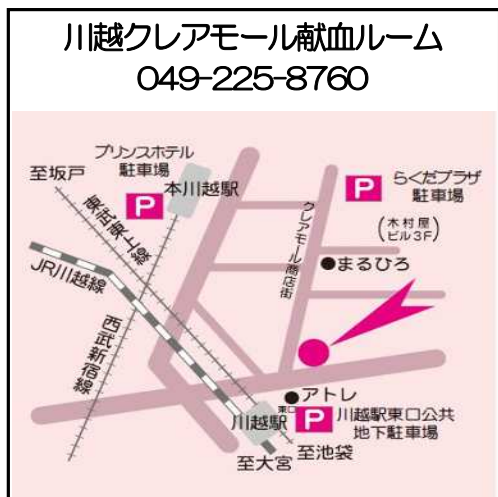 川越クレアモール献血ルーム
049-225-8760
プリンスホテル
駐車場
至坂戸
P
本川越駅
P
らくだプラザ
駐車場
(木村屋
ビル3F)
東武東上線
クレアモール商店街
●まるひろ
JR川越線
西武新宿線
●アトレ
東口
川越駅
P
川越駅東口公共
地下駐車場
至池袋
至大宮